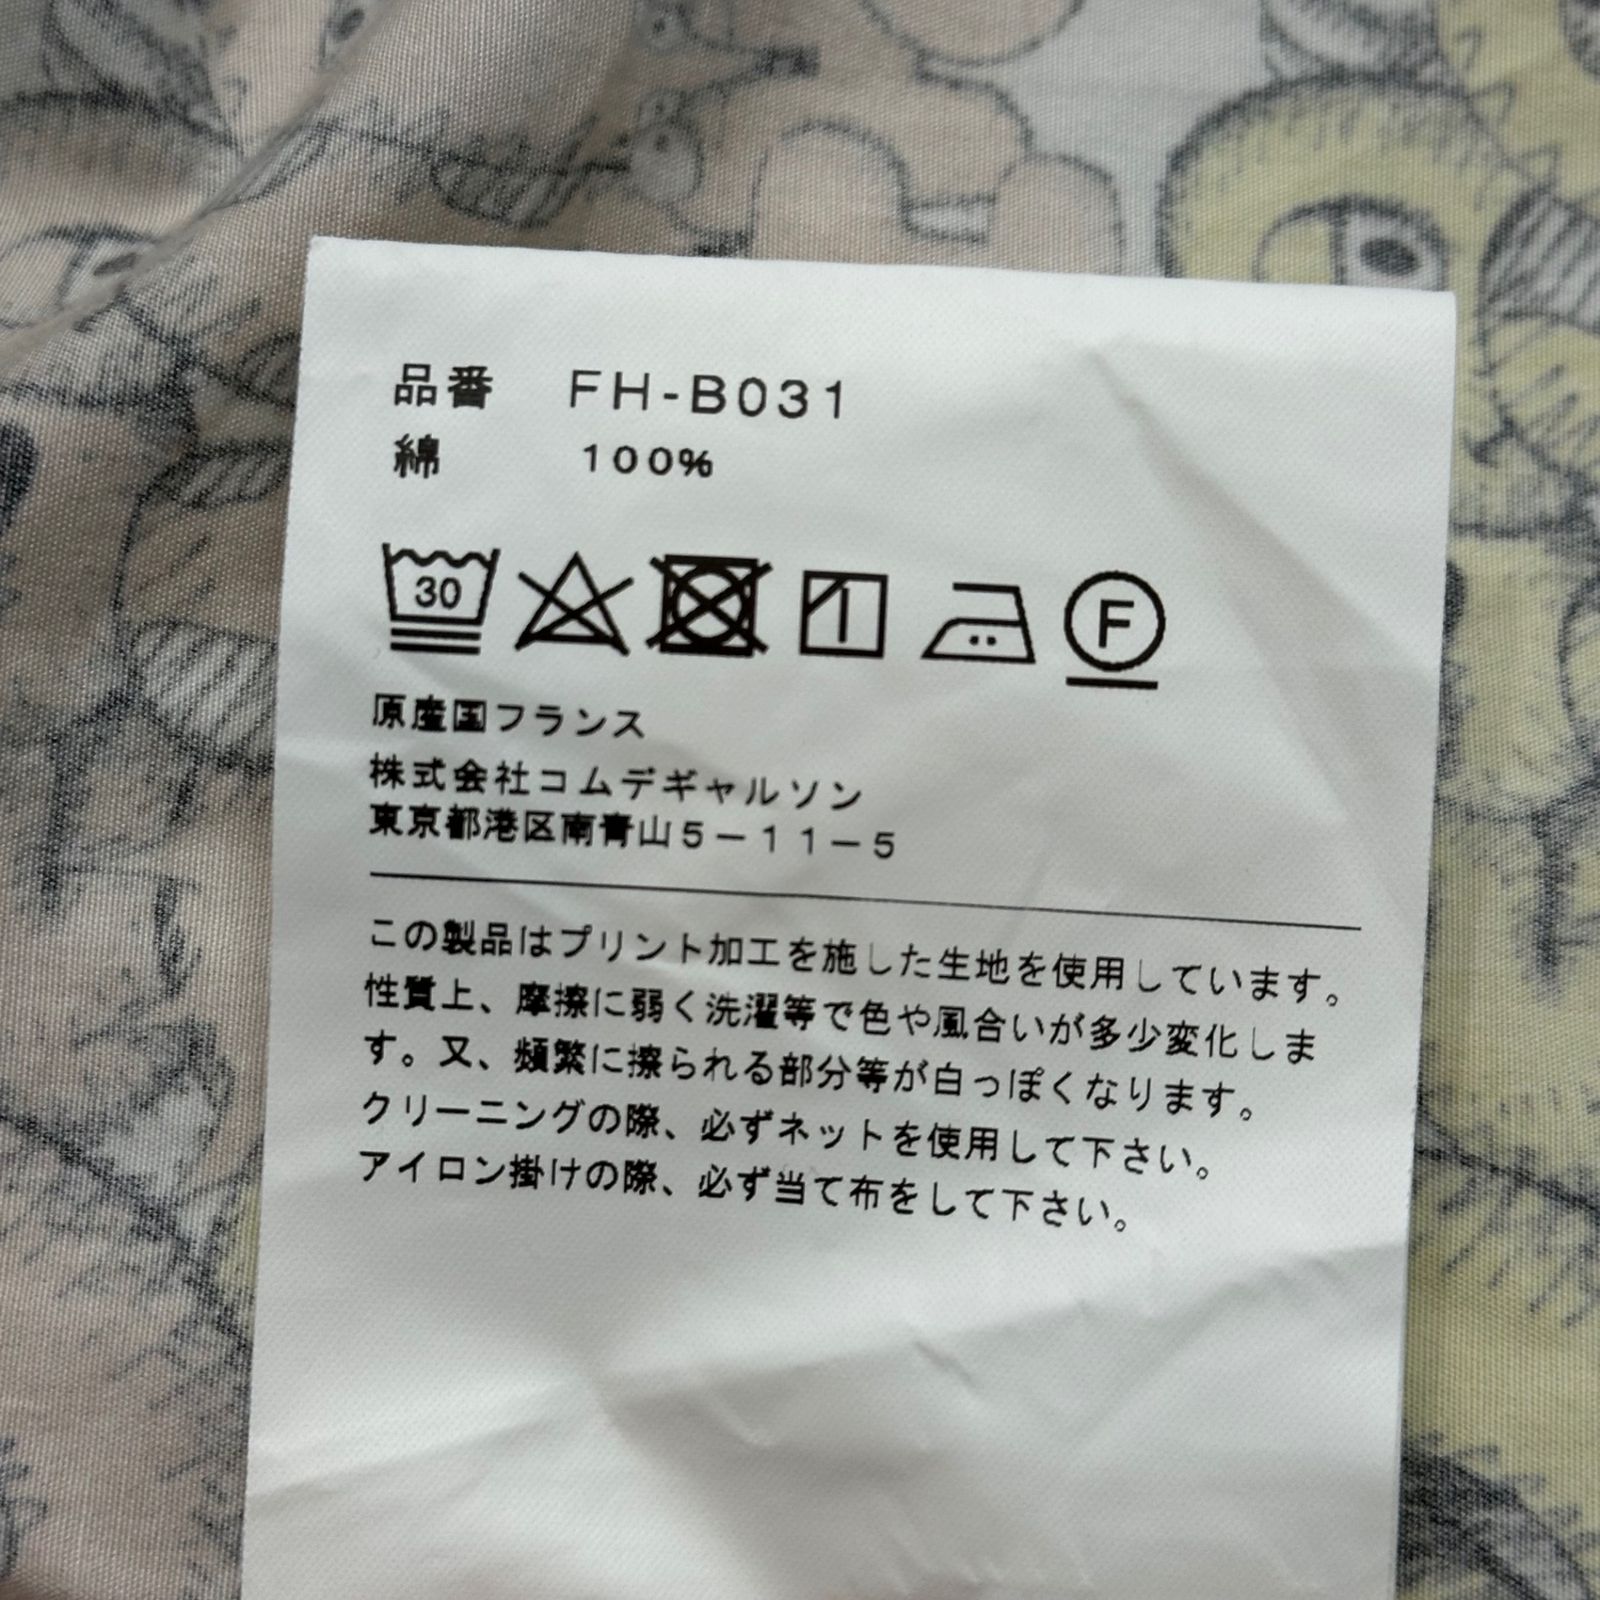 品番 FH-B031
綿 100%
30
F
原産国フランス
株式会社コムデギャルソン
東京都港区南青山5-11-5
この製品はプリント加工を施した生地を使用しています。
性質上、摩擦に弱く洗濯等で色や風合いが多少変化しま
す。又、頻繁に擦られる部分等が白っぽくなります。
クリーニングの際、必ずネットを使用して下さい。
アイロン掛けの際、必ず当て布をして下さい。